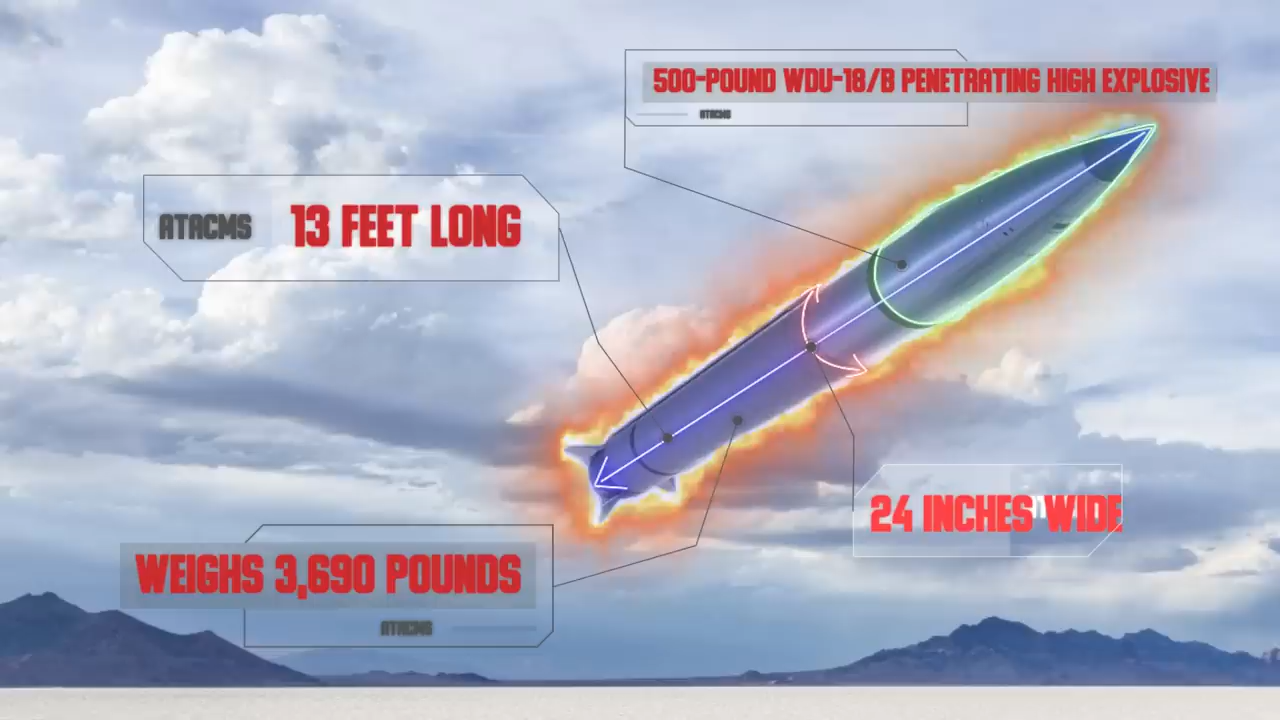 500-POUND WDU-18/B PENETRATING HIGH EXPLOSIVE
ATACMS
ATACMS 13 FEET LONG
24 INCHES WIDE
WEIGHS 3,690 POUNDS
ATACMS